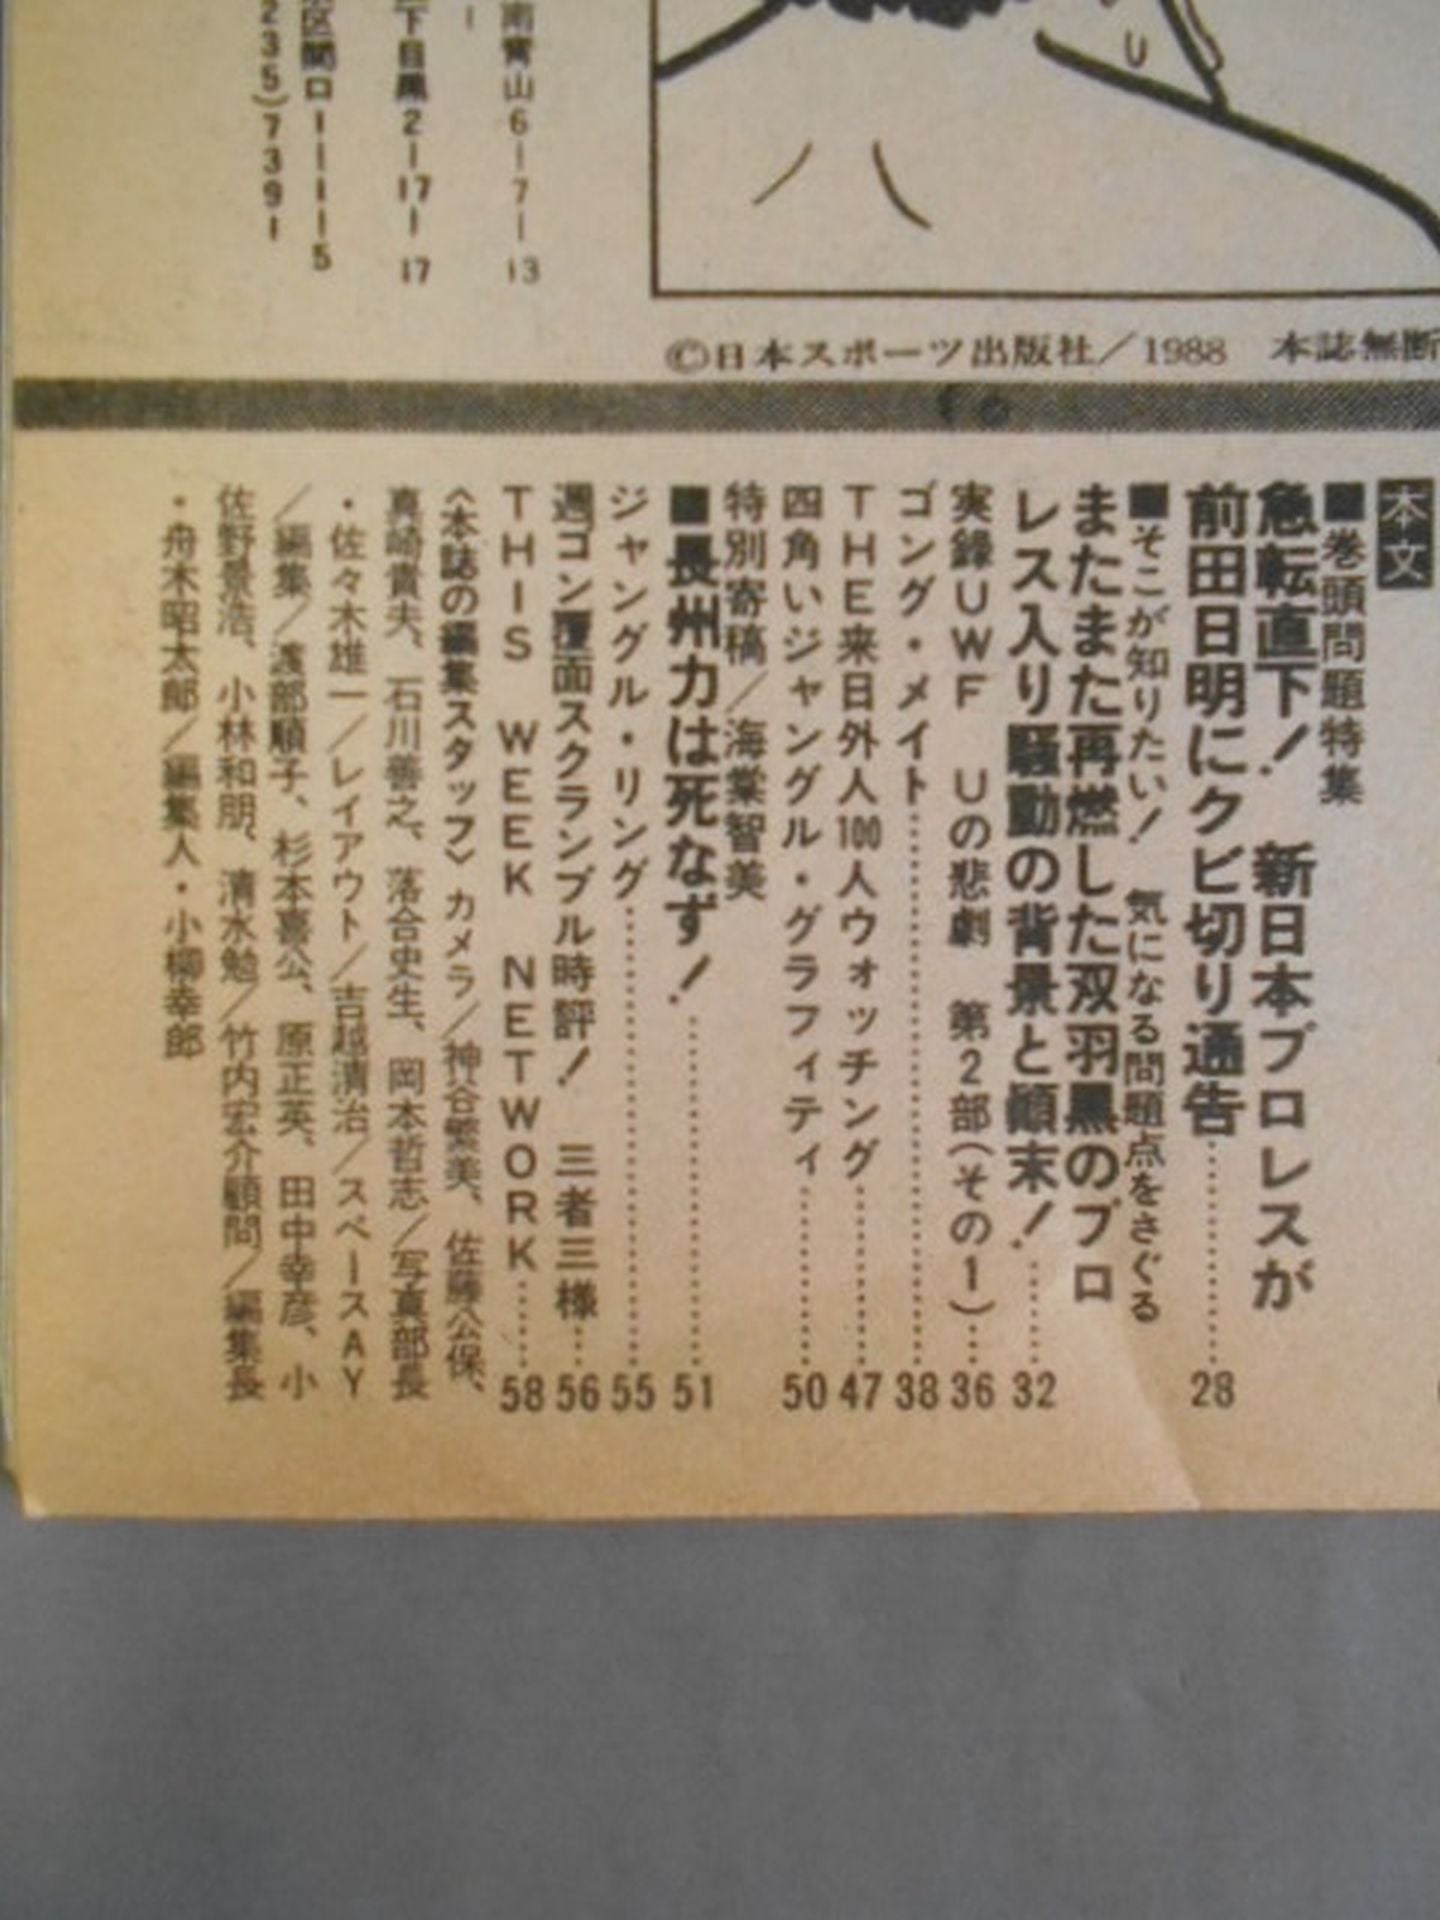 南青山6-7-13
下目黒2-17-17
区関口1-11-5
235)7391
©日本スポーツ出版社／1988　本誌無断
本文
■巻頭問題特集
急転直下！　新日本プロレスが
前田日明にクビ切り通告……28
■そこが知りたい！　気になる問題点をさぐる
またまた再燃した双羽黒のプロ
レス入り騒動の背景と顛末！……32
実録UWF　Uの悲劇　第2部(その1)……36
ゴング・メイト……38
THE来日外人100人ウォッチング……47
四角いジャングル・グラフィティ……50
特別寄稿／海棠智美
■長州力は死なず！……51
ジャングル・リング……55
週ゴン覆面スクランブル時評！　三者三様……56
THIS WEEK NETWORK……58
〈本誌の編集スタッフ〉カメラ／神谷繁美、佐藤公保、
真崎貴夫、石川善之、落合史生、岡本哲志／写真部長
・佐々木雄一／レイアウト／吉越清治／スペースAY
／編集／渡部順子、杉本喜公、原正英、田中幸彦、小
佐野景浩、小林和朋、清水勉／竹内宏介顧問／編集長
・舟木昭太郎／編集人・小柳幸郎